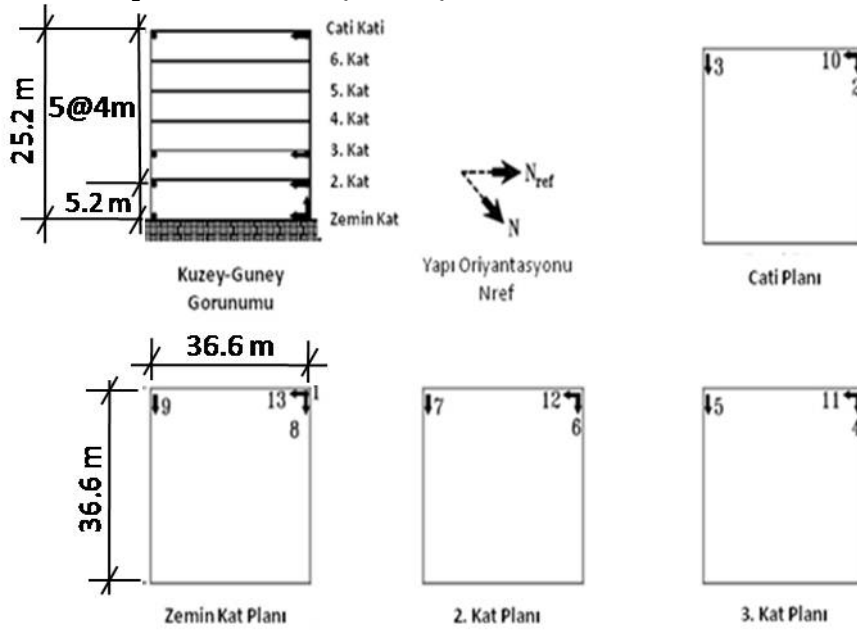 Cati Kati
6. Kat
5. Kat
4. Kat
3. Kat
2. Kat
Zemin Kat
25.2 m
5@4m
5.2 m
Kuzey-Guney
Gorunumu
Nref
N
Yapı Oriyantasyonu
Nref
3
10
2
Cati Planı
36.6 m
36.6 m
9
13
1
8
Zemin Kat Planı
7
12
6
2. Kat Planı
5
11
4
3. Kat Planı